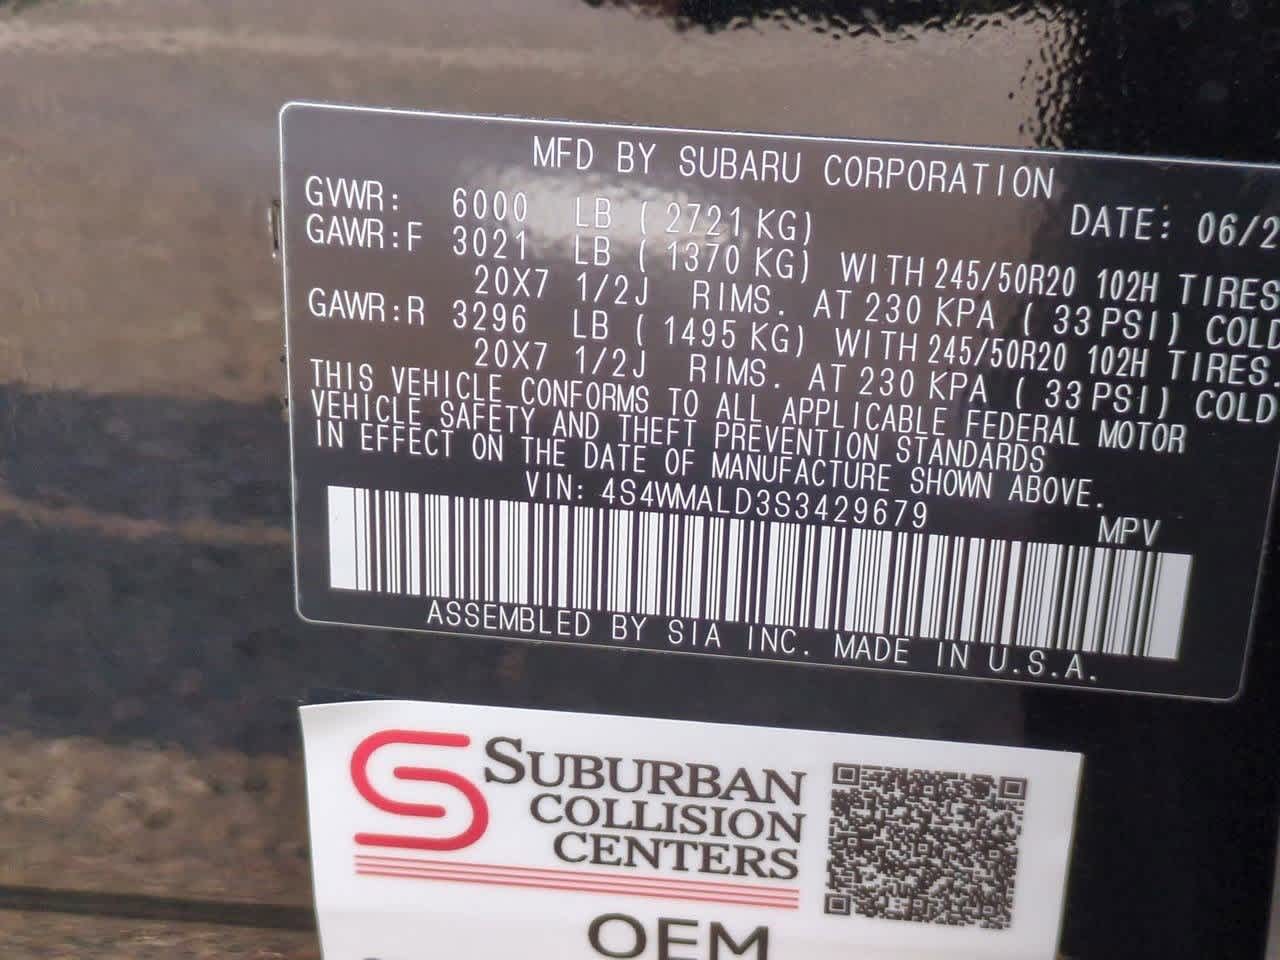 MFD BY SUBARU CORPORATION
GVWR: 6000 LB ( 2721 KG) DATE: 06/2
GAWR:F 3021 LB ( 1370 KG) WITH 245/50R20 102H TIRES
20X7 1/2J RIMS. AT 230 KPA ( 33 PSI) COLD
GAWR:R 3296 LB ( 1495 KG) WITH 245/50R20 102H TIRES.
20X7 1/2J RIMS. AT 230 KPA ( 33 PSI) COLD
THIS VEHICLE CONFORMS TO ALL APPLICABLE FEDERAL MOTOR
VEHICLE SAFETY AND THEFT PREVENTION STANDARDS
IN EFFECT ON THE DATE OF MANUFACTURE SHOWN ABOVE.
VIN: 4S4WMALD3S3429679 MPV
ASSEMBLED BY SIA INC. MADE IN U.S.A.
SUBURBAN
COLLISION
CENTERS
OEM